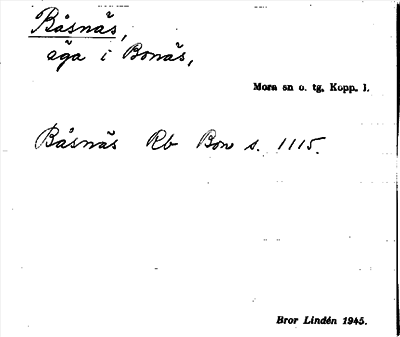 Båsnäs,
äga i Bonäs,
Mora sn o. tg, Kopp. l.
Båsnäs Rb Bon s. 1115.
Bror Lindén 1945.